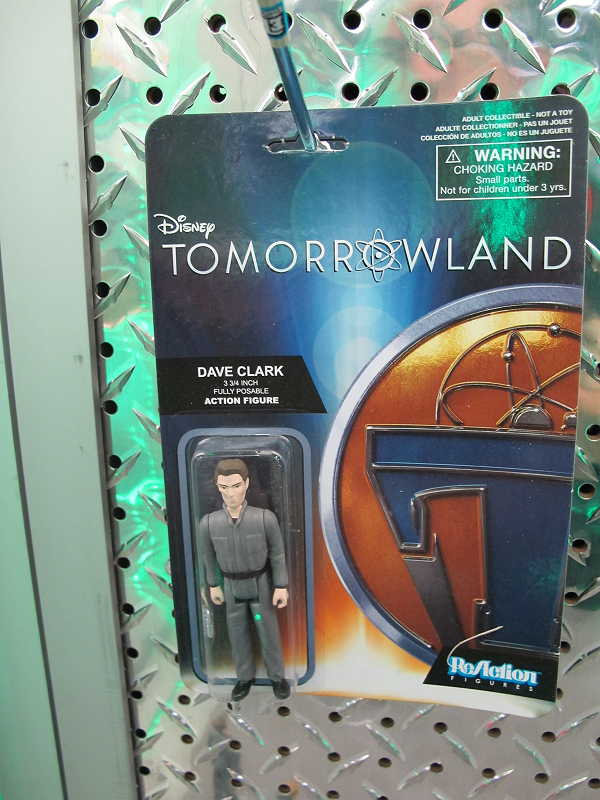 ADULT COLLECTIBLE - NOT A TOY
ADULTE COLLECTIONNER - PAS UN JOUET
COLECCIÓN DE ADULTOS - NO ES UN JUGUETE
WARNING:
CHOKING HAZARD
Small parts.
Not for children under 3 yrs.
Disney
TOMORROWLAND
DAVE CLARK
3 3/4 INCH
FULLY POSABLE
ACTION FIGURE
ReAction
FIGURES